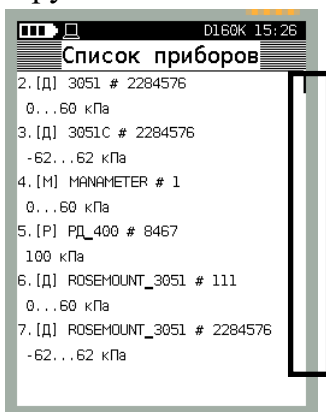 D160K 15:26
Список приборов
2.[Д] 3051 # 2284576
0...60 кПа
3.[Д] 3051C # 2284576
-62...62 кПа
4.[М] MANAMETER # 1
0...60 кПа
5.[Р] РД_400 # 8467
100 кПа
6.[Д] ROSEMOUNT_3051 # 111
0...60 кПа
7.[Д] ROSEMOUNT_3051 # 2284576
-62...62 кПа